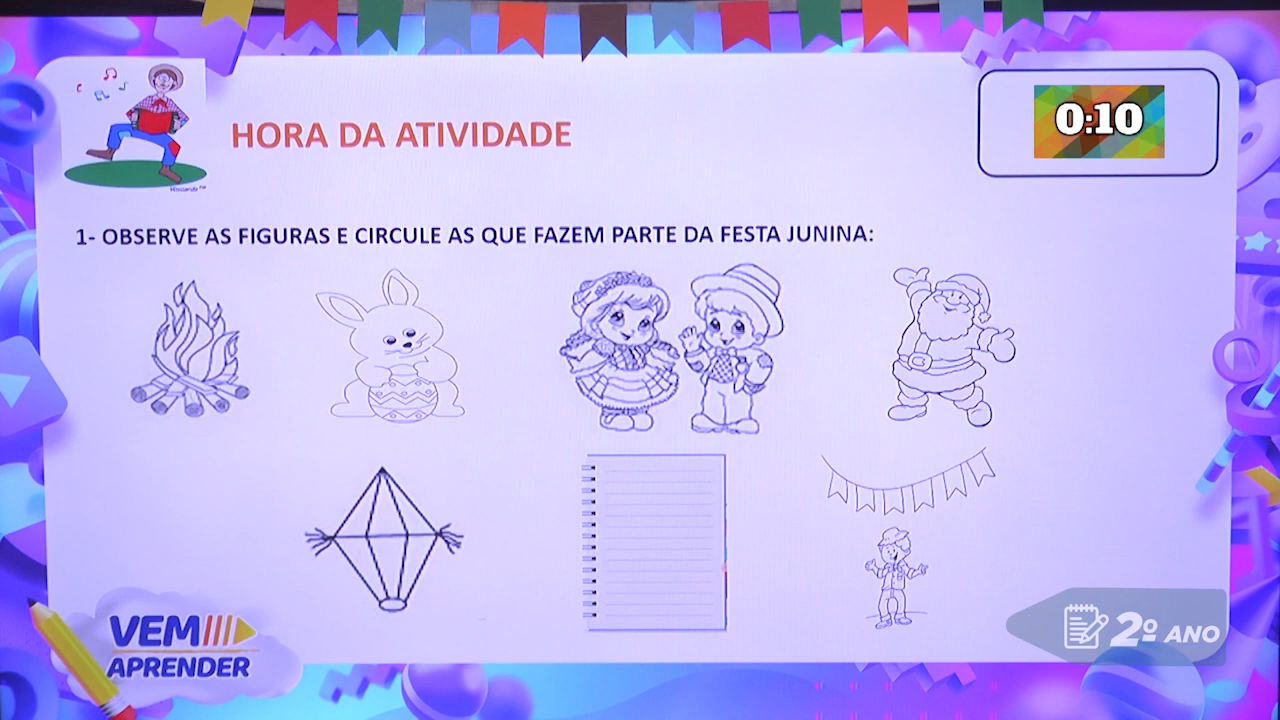 HORA DA ATIVIDADE
0:10
1- OBSERVE AS FIGURAS E CIRCULE AS QUE FAZEM PARTE DA FESTA JUNINA:
VEM
APRENDER
2º ANO